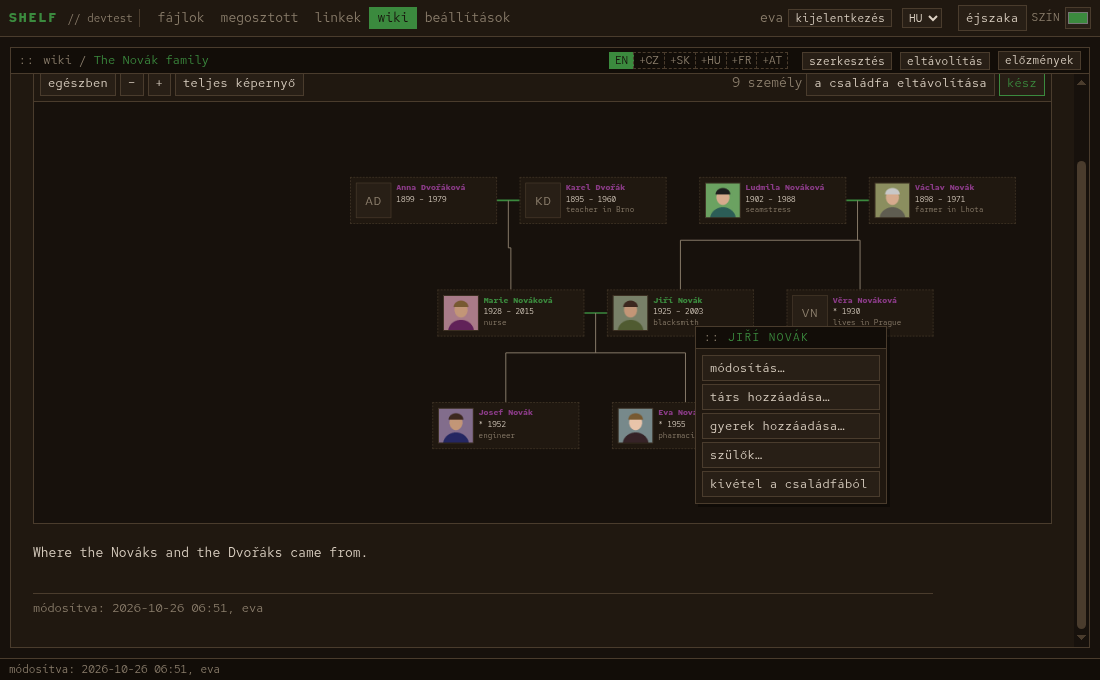 SHELF // devtest fájlok megosztott linkek wiki beállítások eva kijelentkezés HU éjszaka SZÍN
:: wiki / The Novák family EN +CZ +SK +HU +FR +AT szerkesztés eltávolítás előzmények
egészben − + teljes képernyő 9 személy a családfa eltávolítása kész
AD Anna Dvořáková
1899 – 1979
KD Karel Dvořák
1895 – 1960
teacher in Brno
Ludmila Nováková
1902 – 1988
seamstress
Václav Novák
1898 – 1971
farmer in Lhota
Marie Nováková
1928 – 2015
nurse
Jiří Novák
1925 – 2003
blacksmith
VN Věra Nováková
* 1930
lives in Prague
:: JIŘÍ NOVÁK
módosítás…
társ hozzáadása…
gyerek hozzáadása…
szülők…
kivétel a családfából
Josef Novák
* 1952
engineer
Eva
* 1955
Where the Nováks and the Dvořáks came from.
módosítva: 2026-10-26 06:51, eva
módosítva: 2026-10-26 06:51, eva